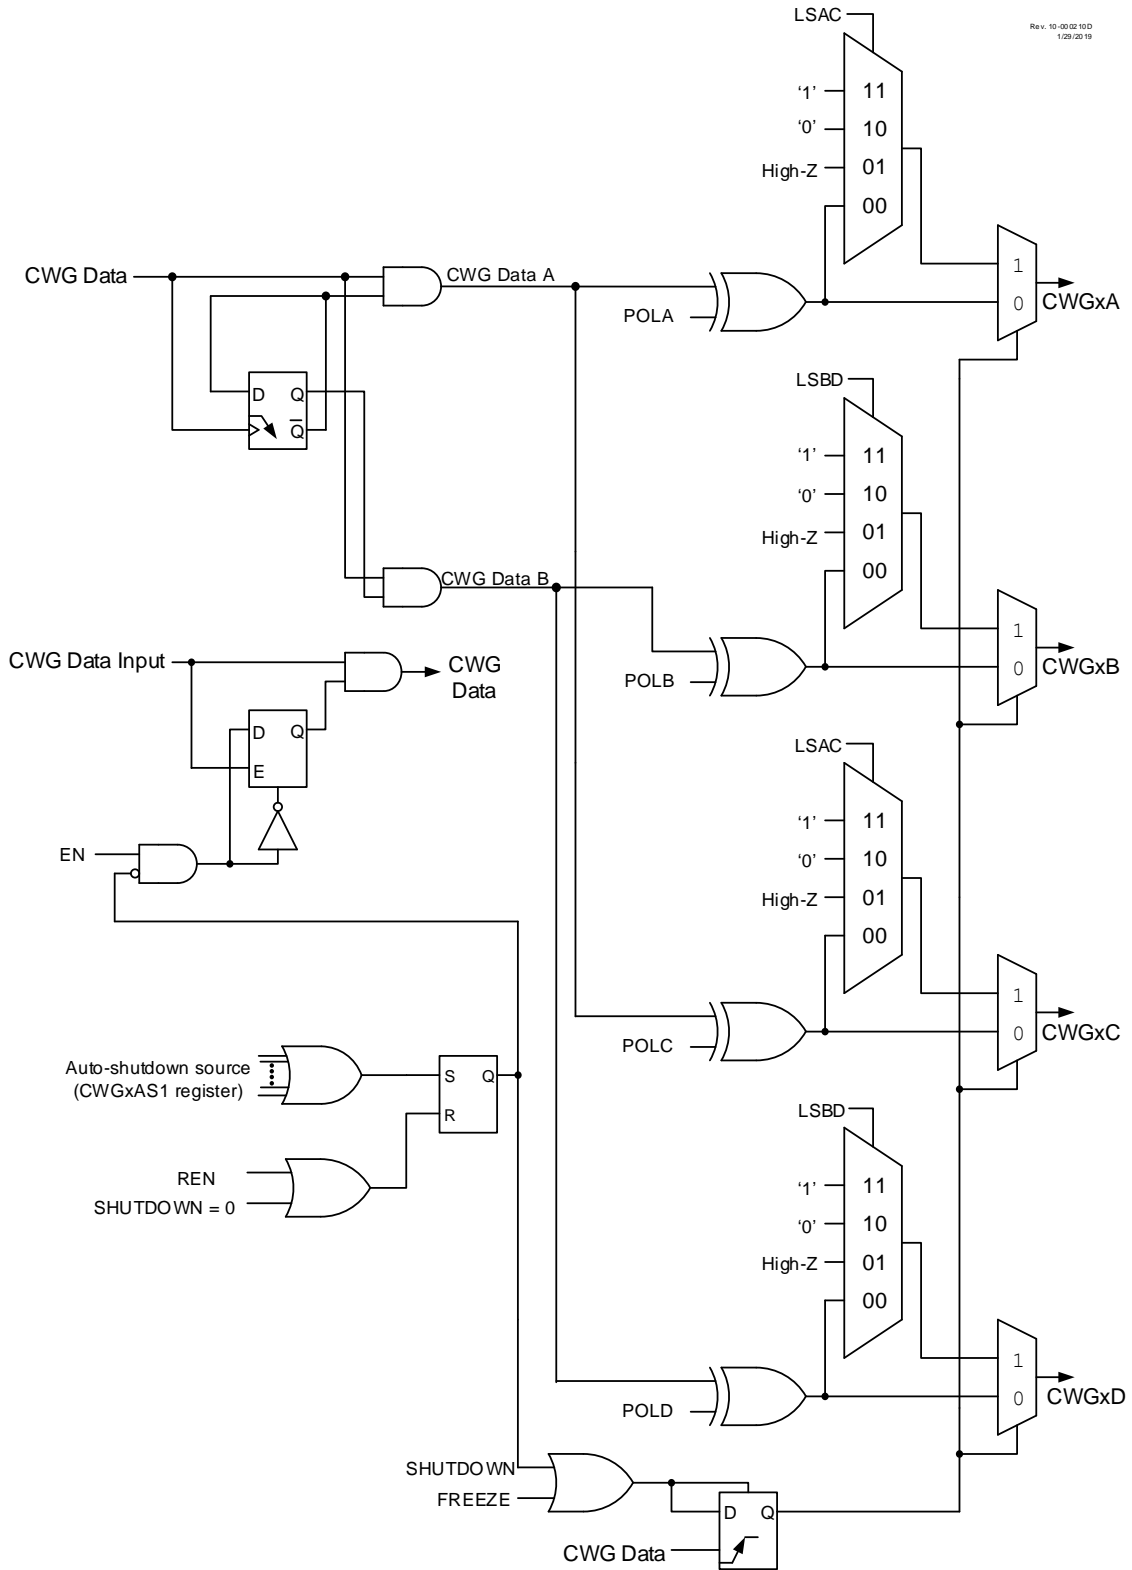 LSAC
Rev. 10-000210D
1/29/2019
‘1’ 11
‘0’ 10
High-Z 01
00
CWG Data
CWG Data A
1
0
CWGxA
POLA
LSBD
D Q
Q
‘1’ 11
‘0’ 10
High-Z 01
00
CWG Data B
CWG Data Input
CWG
Data
1
0
CWGxB
POLB
D Q
E
LSAC
EN
‘1’ 11
‘0’ 10
High-Z 01
00
1
0
CWGxC
POLC
Auto-shutdown source
(CWGxAS1 register)
S Q
R
LSBD
REN
SHUTDOWN = 0
‘1’ 11
‘0’ 10
High-Z 01
00
1
0
CWGxD
POLD
SHUTDOWN
FREEZE
D Q
CWG Data